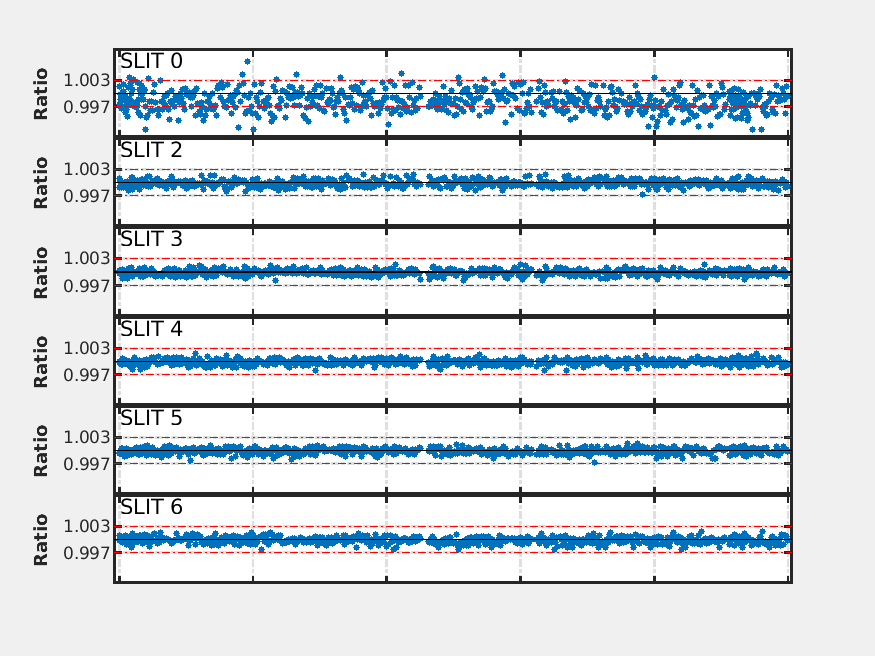 SLIT 0
Ratio
1.003
0.997
SLIT 2
Ratio
1.003
0.997
SLIT 3
Ratio
1.003
0.997
SLIT 4
Ratio
1.003
0.997
SLIT 5
Ratio
1.003
0.997
SLIT 6
Ratio
1.003
0.997